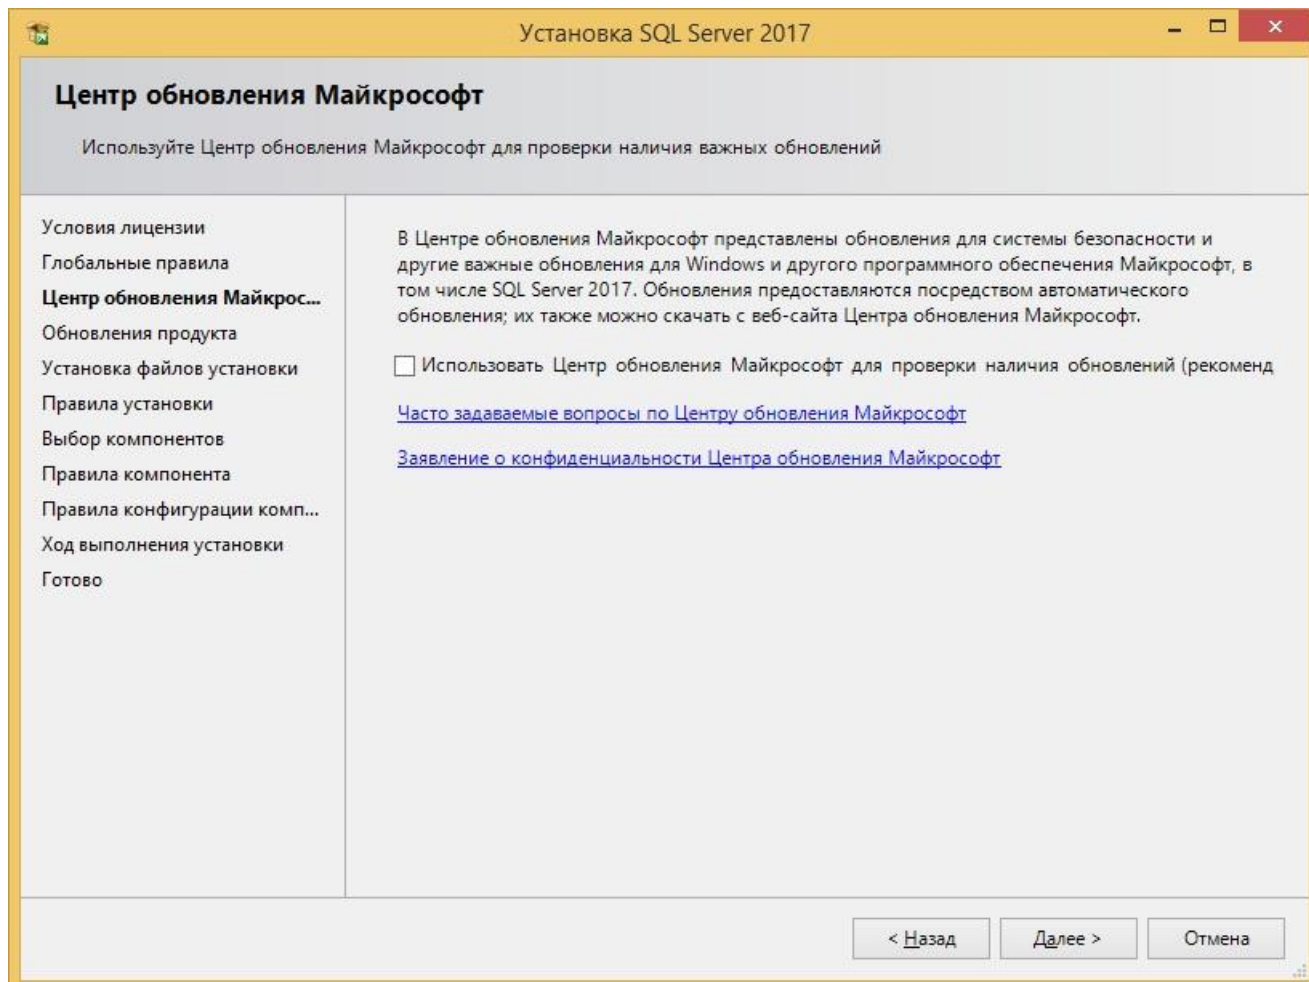 Установка SQL Server 2017
Центр обновления Майкрософт
Используйте Центр обновления Майкрософт для проверки наличия важных обновлений
Условия лицензии
Глобальные правила
Центр обновления Майкрос...
Обновления продукта
Установка файлов установки
Правила установки
Выбор компонентов
Правила компонента
Правила конфигурации комп...
Ход выполнения установки
Готово
В Центре обновления Майкрософт представлены обновления для системы безопасности и
другие важные обновления для Windows и другого программного обеспечения Майкрософт, в
том числе SQL Server 2017. Обновления предоставляются посредством автоматического
обновления; их также можно скачать с веб-сайта Центра обновления Майкрософт.
Использовать Центр обновления Майкрософт для проверки наличия обновлений (рекоменд
Часто задаваемые вопросы по Центру обновления Майкрософт
Заявление о конфиденциальности Центра обновления Майкрософт
< Назад
Далее >
Отмена